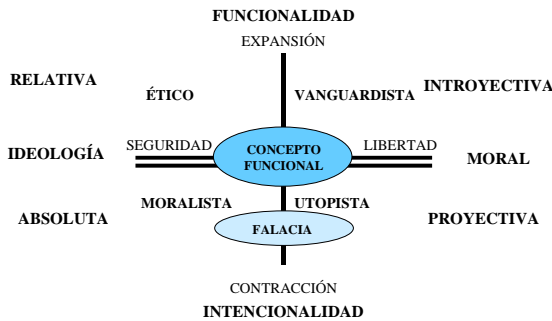 FUNCIONALIDAD
EXPANSIÓN
RELATIVA
INTROYECTIVA
ÉTICO
VANGUARDISTA
SEGURIDAD
LIBERTAD
IDEOLOGÍA
CONCEPTO
FUNCIONAL
MORAL
MORALISTA
UTOPISTA
ABSOLUTA
PROYECTIVA
FALACIA
CONTRACCIÓN
INTENCIONALIDAD